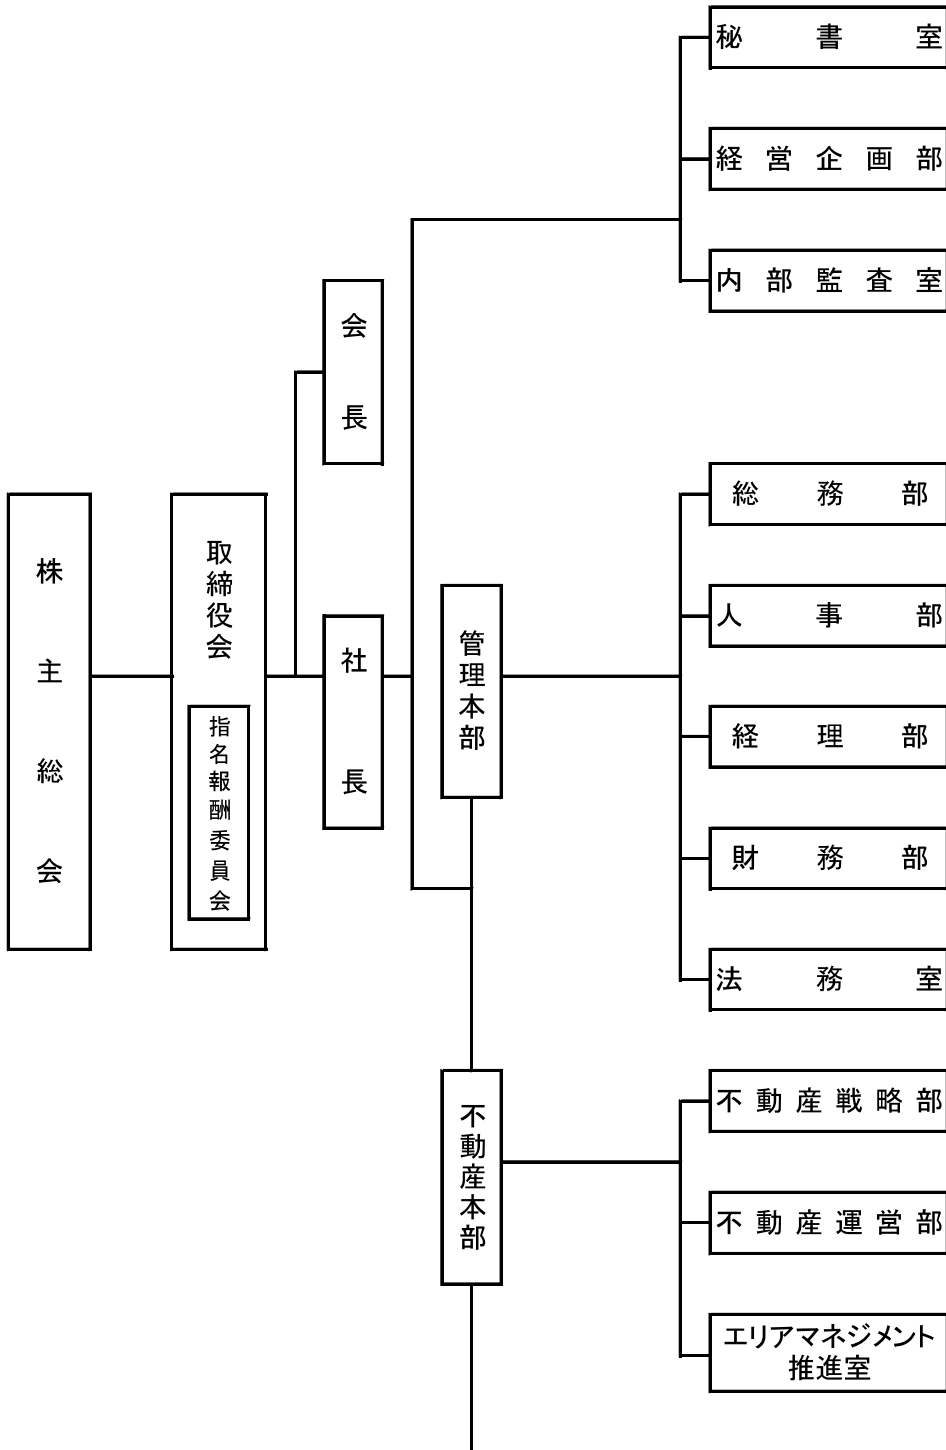 株主総会
取締役会
指名報酬委員会
会長
社長
秘書室
経営企画部
内部監査室
管理本部
総務部
人事部
経理部
財務部
法務室
不動産本部
不動産戦略部
不動産運営部
エリアマネジメント
推進室